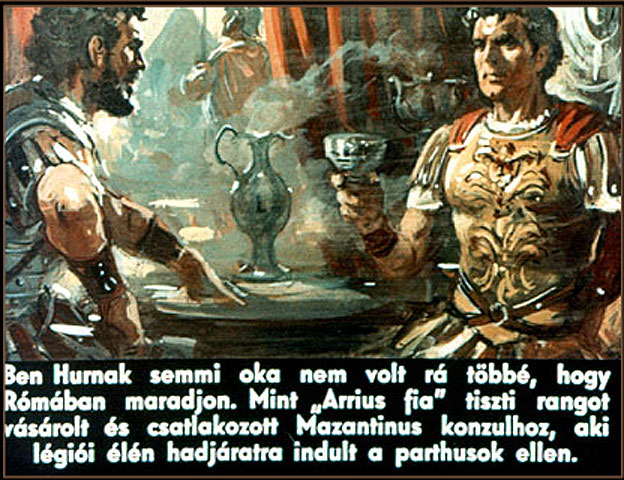 Ben Hurnak semmi oka nem volt rá többé, hogy
Rómában maradjon. Mint „Arrius fia” tiszti rangot
vásárolt és csatlakozott Mazantinus konzulhoz, aki
légiói élén hadjáratra indult a parthusok ellen.